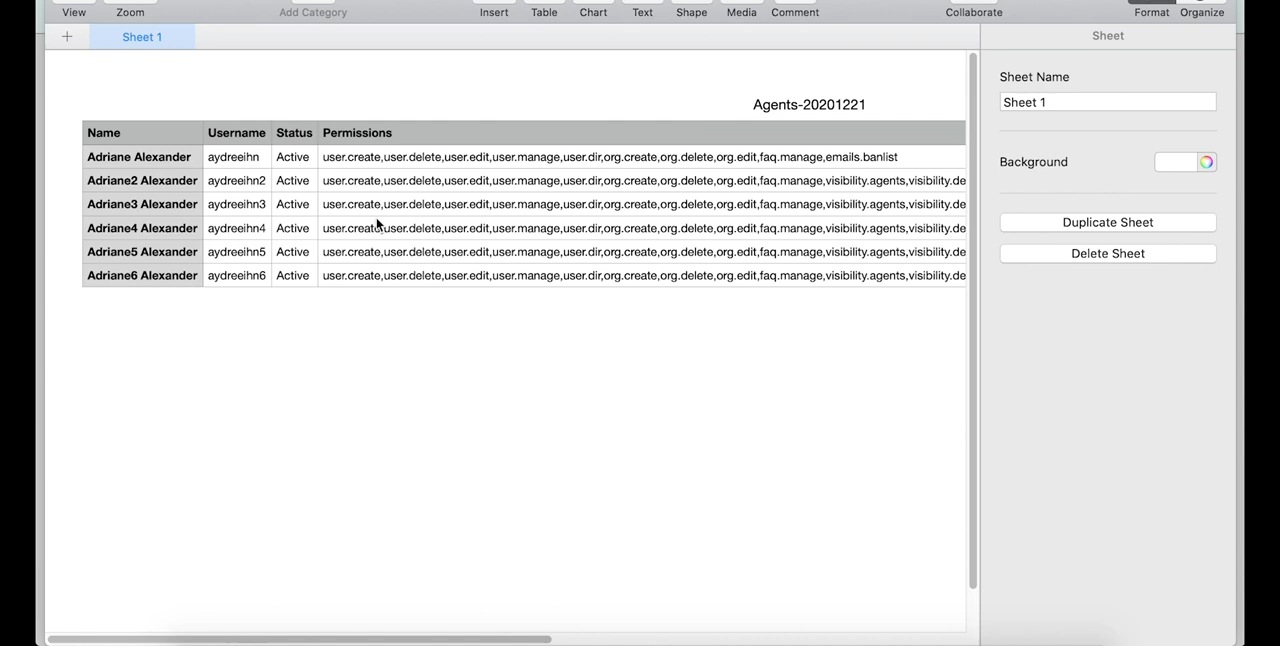 View Zoom Add Category Insert Table Chart Text Shape Media Comment Collaborate Format Organize
+ Sheet 1 Sheet
Sheet Name
Sheet 1
Background
Duplicate Sheet
Delete Sheet
Agents-20201221
Name Username Status Permissions
Adriane Alexander aydreeihn Active user.create,user.delete,user.edit,user.manage,user.dir,org.create,org.delete,org.edit,faq.manage,emails.banlist
Adriane2 Alexander aydreeihn2 Active user.create,user.delete,user.edit,user.manage,user.dir,org.create,org.delete,org.edit,faq.manage,visibility.agents,visibility.de
Adriane3 Alexander aydreeihn3 Active user.create,user.delete,user.edit,user.manage,user.dir,org.create,org.delete,org.edit,faq.manage,visibility.agents,visibility.de
Adriane4 Alexander aydreeihn4 Active user.create,user.delete,user.edit,user.manage,user.dir,org.create,org.delete,org.edit,faq.manage,visibility.agents,visibility.de
Adriane5 Alexander aydreeihn5 Active user.create,user.delete,user.edit,user.manage,user.dir,org.create,org.delete,org.edit,faq.manage,visibility.agents,visibility.de
Adriane6 Alexander aydreeihn6 Active user.create,user.delete,user.edit,user.manage,user.dir,org.create,org.delete,org.edit,faq.manage,visibility.agents,visibility.de